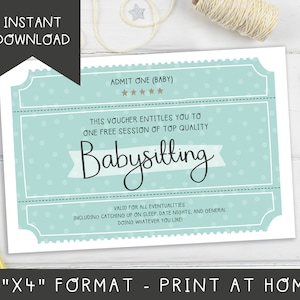 INSTANT
DOWNLOAD
ADMIT ONE (BABY)
★★★★★
THIS VOUCHER ENTITLES YOU TO
ONE FREE SESSION OF TOP QUALITY
Babysitting
VALID FOR ALL EVENTUALITIES
(INCLUDING CATCHING UP ON SLEEP, DATE NIGHTS, AND GENERAL
DOING WHATEVER YOU LIKE)
"X4" FORMAT - PRINT AT HOM